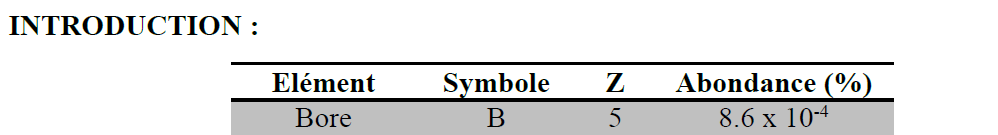 INTRODUCTION :
Elément Symbole Z Abondance (%)
Bore B 5 8.6 x 10⁻⁴